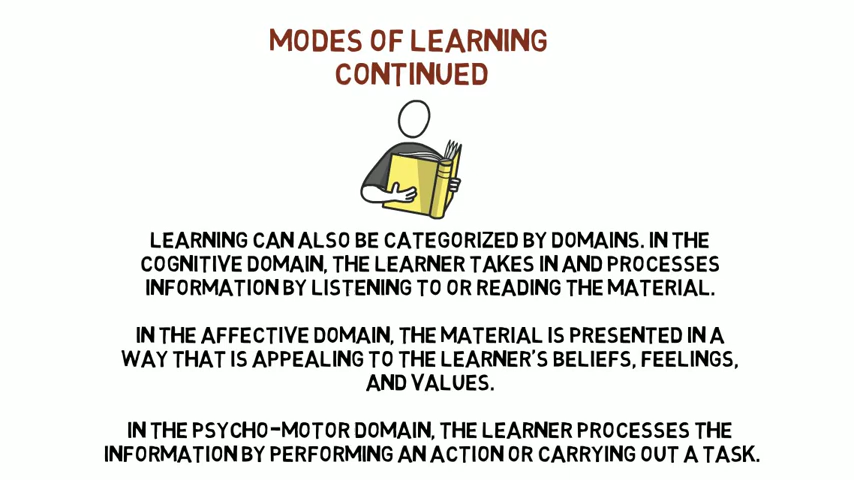 MODES OF LEARNING
CONTINUED
LEARNING CAN ALSO BE CATEGORIZED BY DOMAINS. IN THE
COGNITIVE DOMAIN, THE LEARNER TAKES IN AND PROCESSES
INFORMATION BY LISTENING TO OR READING THE MATERIAL.
IN THE AFFECTIVE DOMAIN, THE MATERIAL IS PRESENTED IN A
WAY THAT IS APPEALING TO THE LEARNER'S BELIEFS, FEELINGS,
AND VALUES.
IN THE PSYCHO-MOTOR DOMAIN, THE LEARNER PROCESSES THE
INFORMATION BY PERFORMING AN ACTION OR CARRYING OUT A TASK.